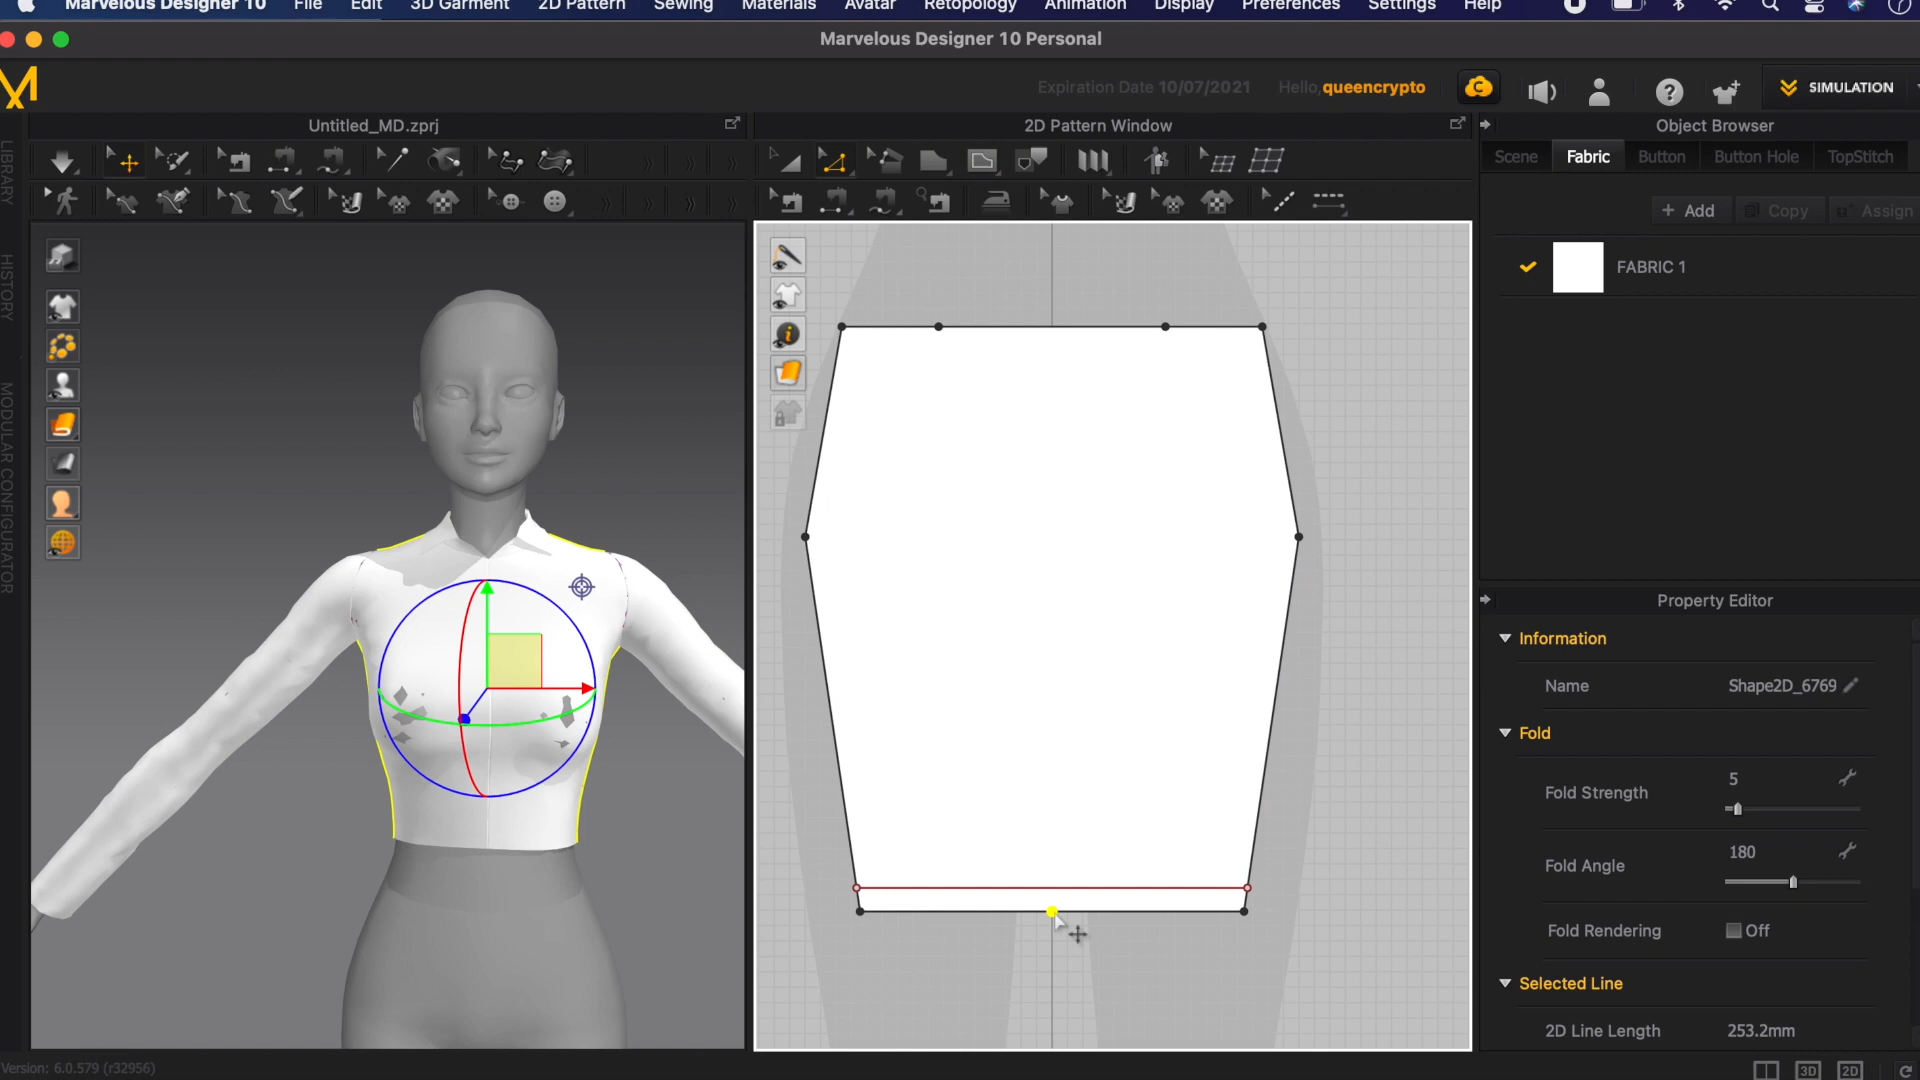 Marvelous Designer 10 File Edit 3D Garment 2D Pattern Sewing Materials Avatar Retopology Animation Display Preferences Settings Help
Marvelous Designer 10 Personal
Expiration Date 10/07/2021 Hello,queencrypto
SIMULATION
Untitled_MD.zprj
2D Pattern Window
Object Browser
LIBRARY
HISTORY
MODULAR CONFIGURATOR
Scene Fabric Button Button Hole TopStitch
+ Add Copy Assign
FABRIC 1
Property Editor
Information
Name Shape2D_6769
Fold
Fold Strength 5
Fold Angle 180
Fold Rendering Off
Selected Line
2D Line Length 253.2mm
Version: 6.0.579 (r32956)
3D 2D